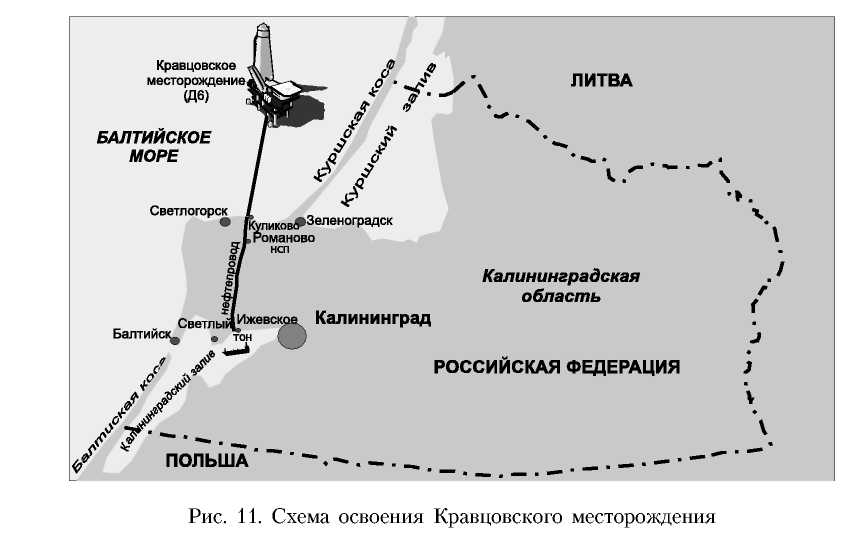 Кравцовское
месторождение
(Д6)
БАЛТИЙСКОЕ
МОРЕ
Куршская коса
Куршский залив
ЛИТВА
Светлогорск
Куликово
Зеленоградск
Романово
НСП
нефтепровод
Калининградская
область
Светлый
Ижевское
Калининград
Балтийск
ТОН
РОССИЙСКАЯ ФЕДЕРАЦИЯ
Балтиская коса
Калининградский залив
ПОЛЬША
Рис. 11. Схема освоения Кравцовского месторождения